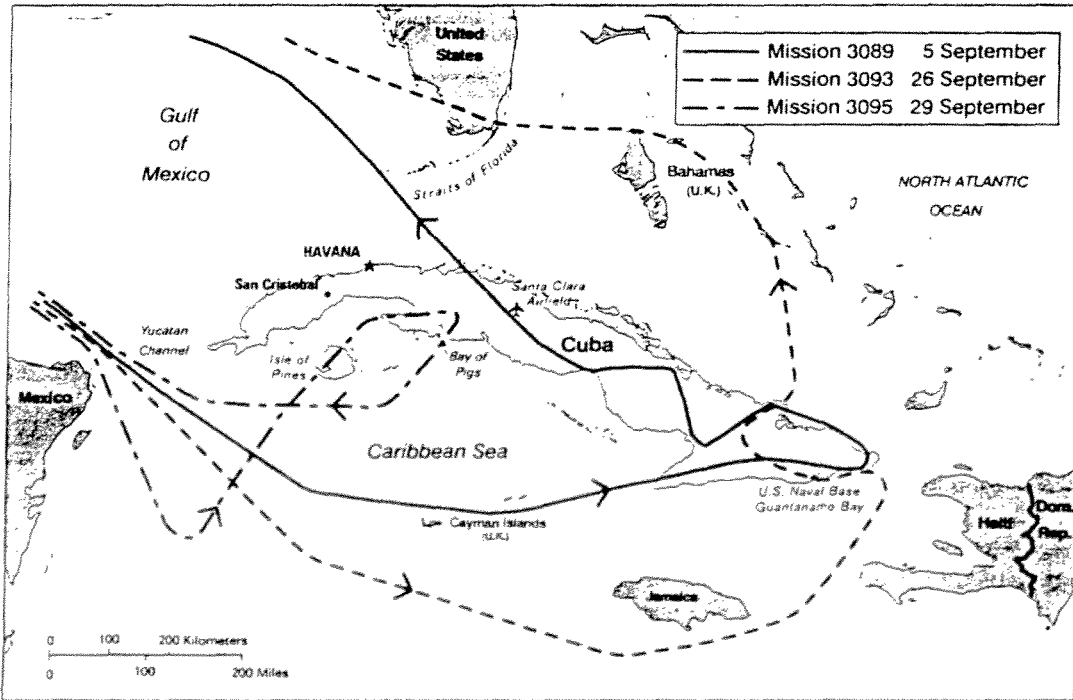 United
States
Mission 3089 5 September
Mission 3093 26 September
Mission 3095 29 September
Gulf
of
Mexico
Straits of Florida
Bahamas
(U.K.)
NORTH ATLANTIC
OCEAN
HAVANA
San Cristobal
Santa Clara
Airfield
Yucatan
Channel
Isle of
Pines
Bay of
Pigs
Cuba
Mexico
Caribbean Sea
U.S. Naval Base
Guantanamo Bay
Cayman Islands
(U.K.)
Haiti
Dom.
Rep.
Jamaica
0 100 200 Kilometers
0 100 200 Miles